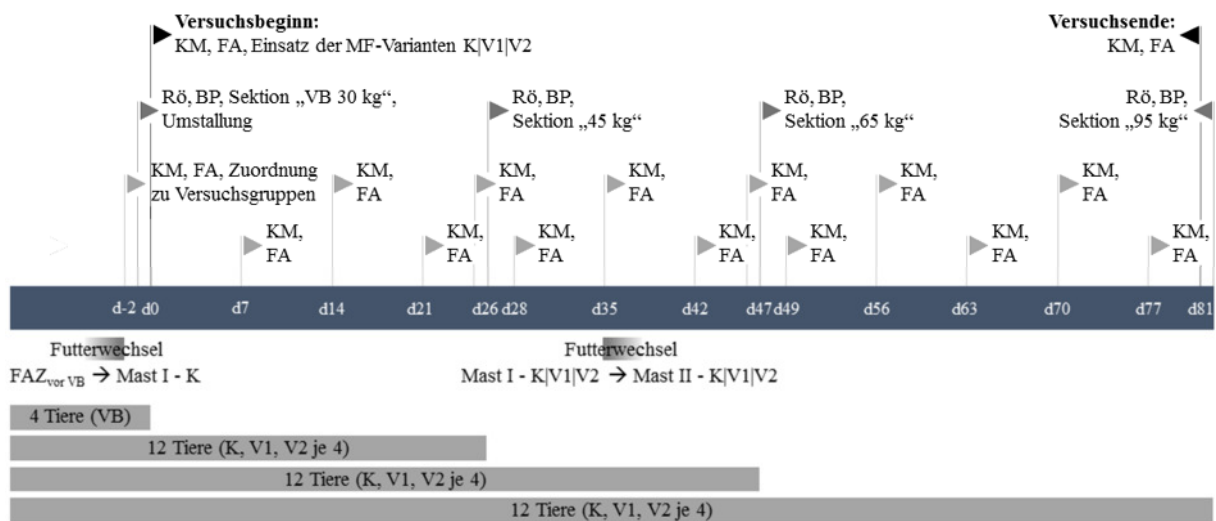 Versuchsbeginn:
KM, FA, Einsatz der MF-Varianten K|V1|V2
Versuchsende:
KM, FA
Rö, BP, Sektion „VB 30 kg“,
Umstallung
Rö, BP,
Sektion „45 kg“
Rö, BP,
Sektion „65 kg“
Rö, BP,
Sektion „95 kg“
KM, FA, Zuordnung
zu Versuchsgruppen
KM,
FA
KM,
FA
KM,
FA
KM,
FA
KM,
FA
KM,
FA
KM,
FA
KM,
FA
KM,
FA
KM,
FA
KM,
FA
KM,
FA
KM,
FA
d-2 d0 d7 d14 d21 d26 d28 d35 d42 d47 d49 d56 d63 d70 d77 d81
Futterwechsel
FAZvor VB → Mast I - K
Futterwechsel
Mast I - K|V1|V2 → Mast II - K|V1|V2
4 Tiere (VB)
12 Tiere (K, V1, V2 je 4)
12 Tiere (K, V1, V2 je 4)
12 Tiere (K, V1, V2 je 4)